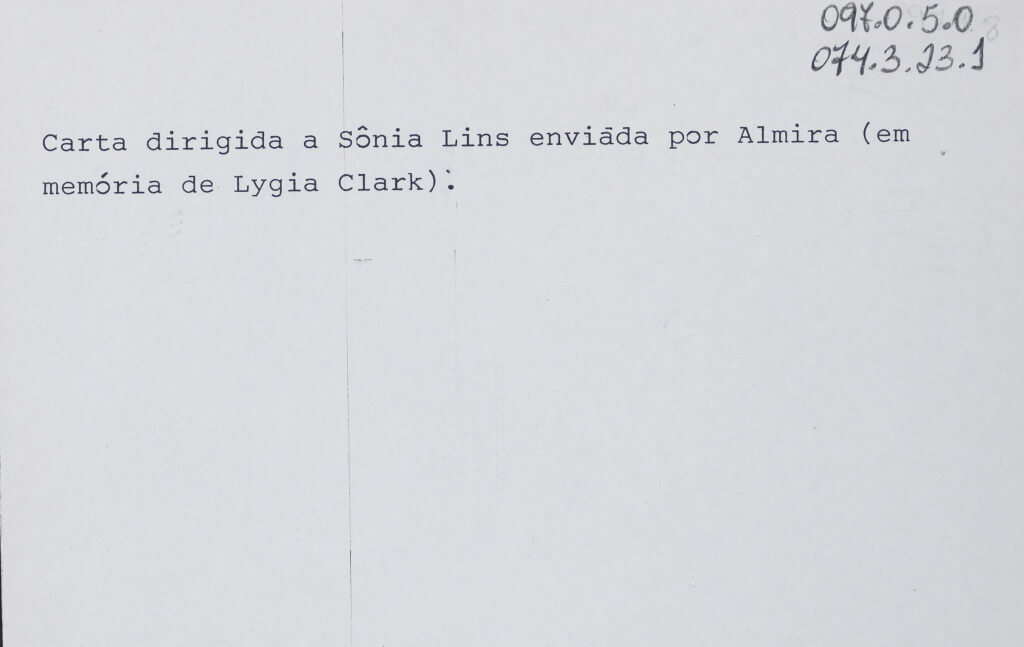 097.0.5.0
074.3.23.1
Carta dirigida a Sônia Lins enviada por Almira (em
memória de Lygia Clark).